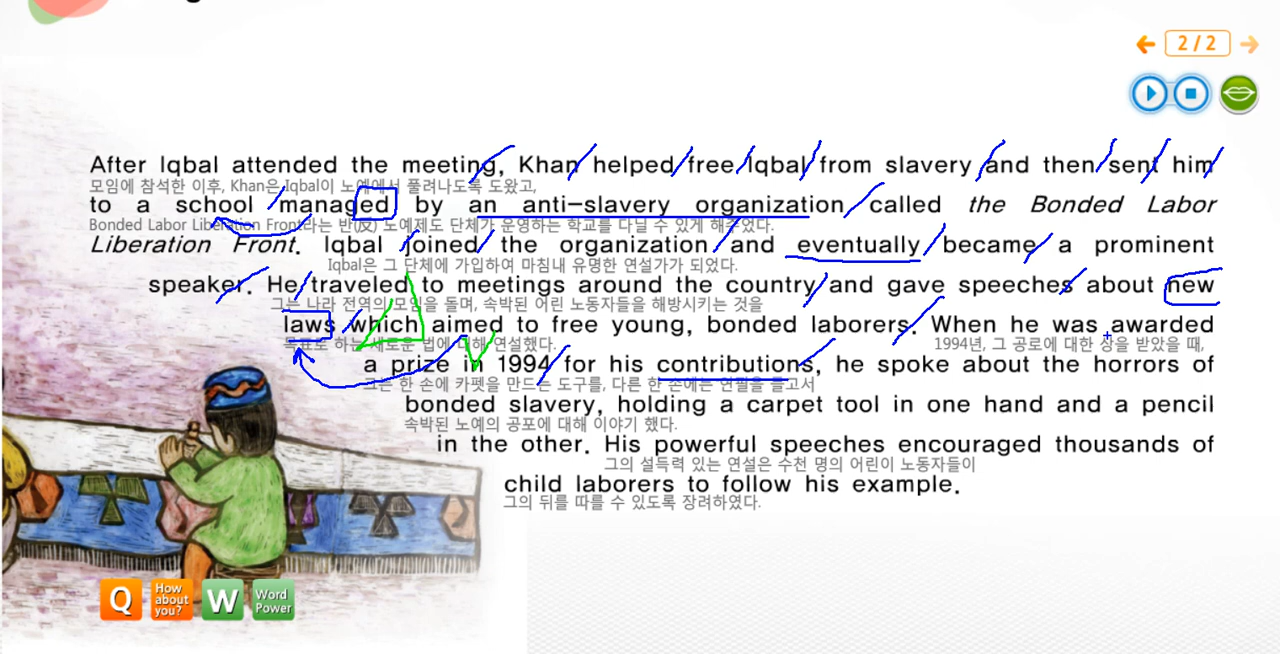 2 / 2
After Iqbal attended the meeting, Khan helped free Iqbal from slavery and then sent him
모임에 참석한 이후, Khan은 Iqbal이 노예에서 풀려나도록 도왔고,
to a school managed by an anti-slavery organization called the Bonded Labor
Bonded Labor Liberation Front라는 반(反) 노예제도 단체가 운영하는 학교를 다닐 수 있게 해주었다.
Liberation Front. Iqbal joined the organization and eventually became a prominent
Iqbal은 그 단체에 가입하여 마침내 유명한 연설가가 되었다.
speaker. He traveled to meetings around the country and gave speeches about new
그는 나라 전역의 모임을 돌며, 속박된 어린 노동자들을 해방시키는 것을
laws which aimed to free young, bonded laborers. When he was awarded
목표로 하는 새로운 법에 대해 연설했다. 1994년, 그 공로에 대한 상을 받았을 때,
a prize in 1994 for his contributions, he spoke about the horrors of
그는 한 손에 카펫을 만드는 도구를, 다른 한 손에는 연필을 들고서
bonded slavery, holding a carpet tool in one hand and a pencil
속박된 노예의 공포에 대해 이야기 했다.
in the other. His powerful speeches encouraged thousands of
그의 설득력 있는 연설은 수천 명의 어린이 노동자들이
child laborers to follow his example.
그의 뒤를 따를 수 있도록 장려하였다.
Q
How about you?
W
Word Power